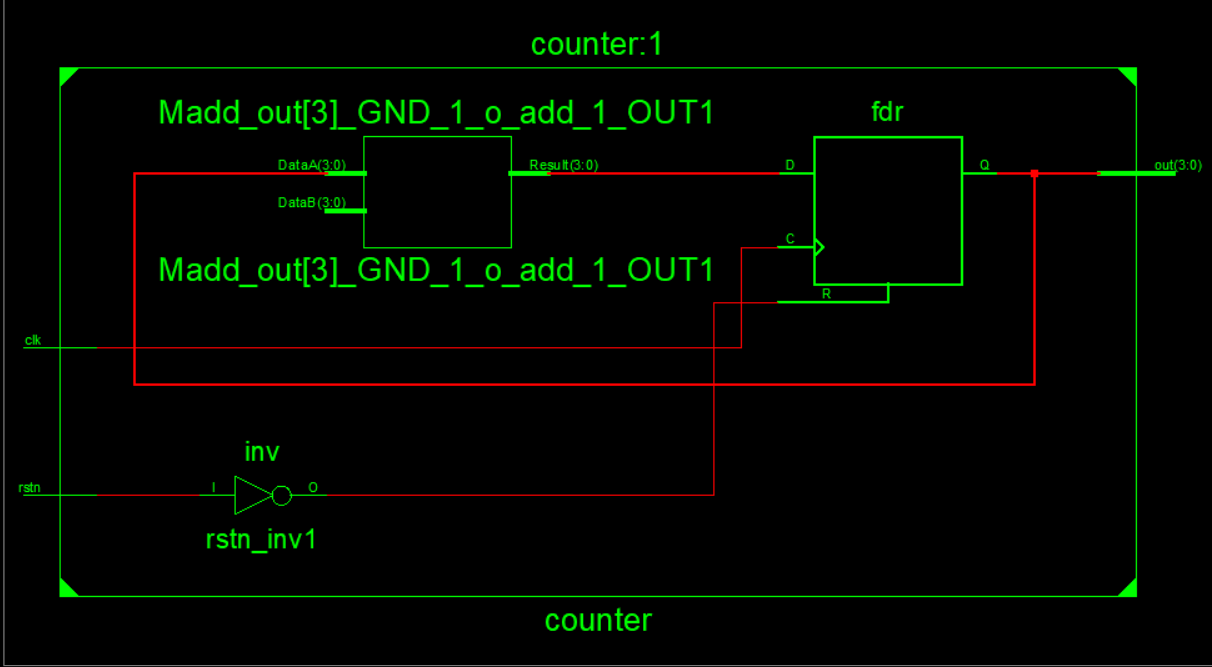 counter:1
Madd_out[3]_GND_1_o_add_1_OUT1
fdr
DataA(3:0)
Result(3:0)
D
Q
out(3:0)
DataB(3:0)
C
Madd_out[3]_GND_1_o_add_1_OUT1
R
clk
inv
rstn
I
O
rstn_inv1
counter